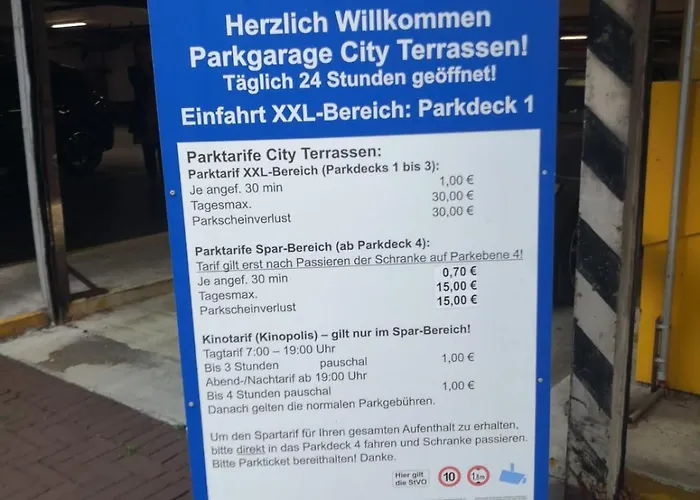 Herzlich Willkommen
Parkgarage City Terrassen!
Täglich 24 Stunden geöffnet!
Einfahrt XXL-Bereich: Parkdeck 1
Parktarife City Terrassen:
Parktarif XXL-Bereich (Parkdecks 1 bis 3):
Je angef. 30 min 1,00 €
Tagesmax. 30,00 €
Parkscheinverlust 30,00 €
Parktarife Spar-Bereich (ab Parkdeck 4):
Tarif gilt erst nach Passieren der Schranke auf Parkebene 4!
Je angef. 30 min 0,70 €
Tagesmax. 15,00 €
Parkscheinverlust 15,00 €
Kinotarif (Kinopolis) – gilt nur im Spar-Bereich!
Tagtarif 7:00 – 19:00 Uhr
Bis 3 Stunden pauschal 1,00 €
Abend-/Nachtarif ab 19:00 Uhr
Bis 4 Stunden pauschal 1,00 €
Danach gelten die normalen Parkgebühren.
Um den Spartarif für Ihren gesamten Aufenthalt zu erhalten,
bitte direkt in das Parkdeck 4 fahren und Schranke passieren.
Bitte Parkticket bereithalten! Danke.
Hier gilt
die StVO
10